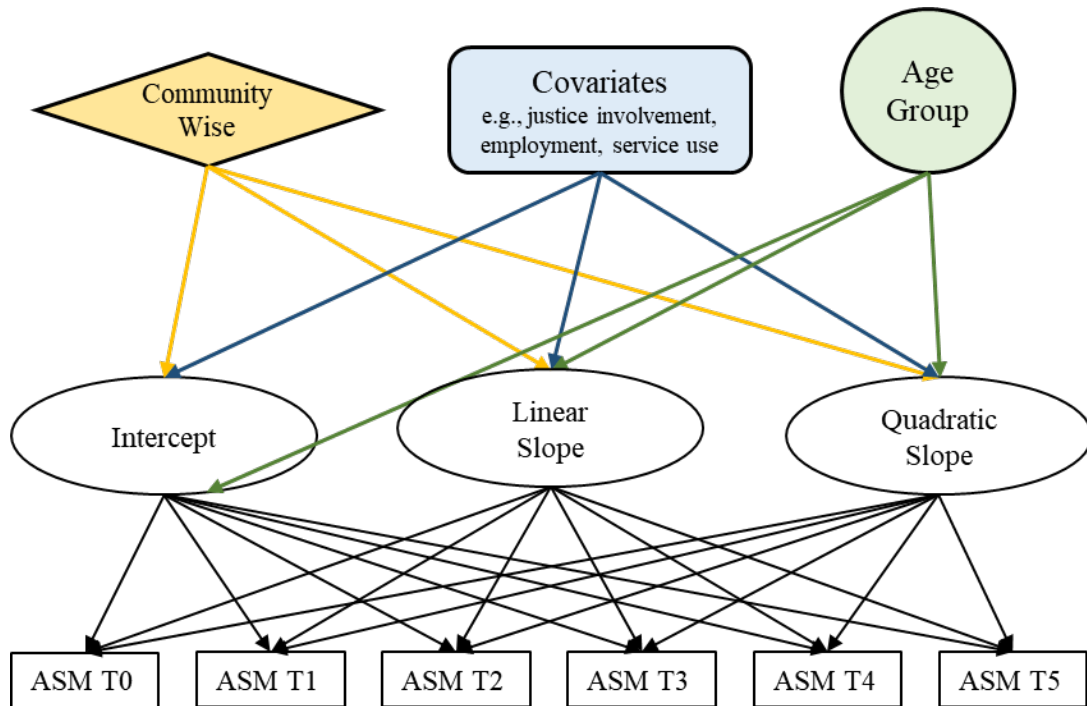 Community
Wise
Covariates
e.g., justice involvement,
employment, service use
Age
Group
Intercept
Linear
Slope
Quadratic
Slope
ASM T0
ASM T1
ASM T2
ASM T3
ASM T4
ASM T5